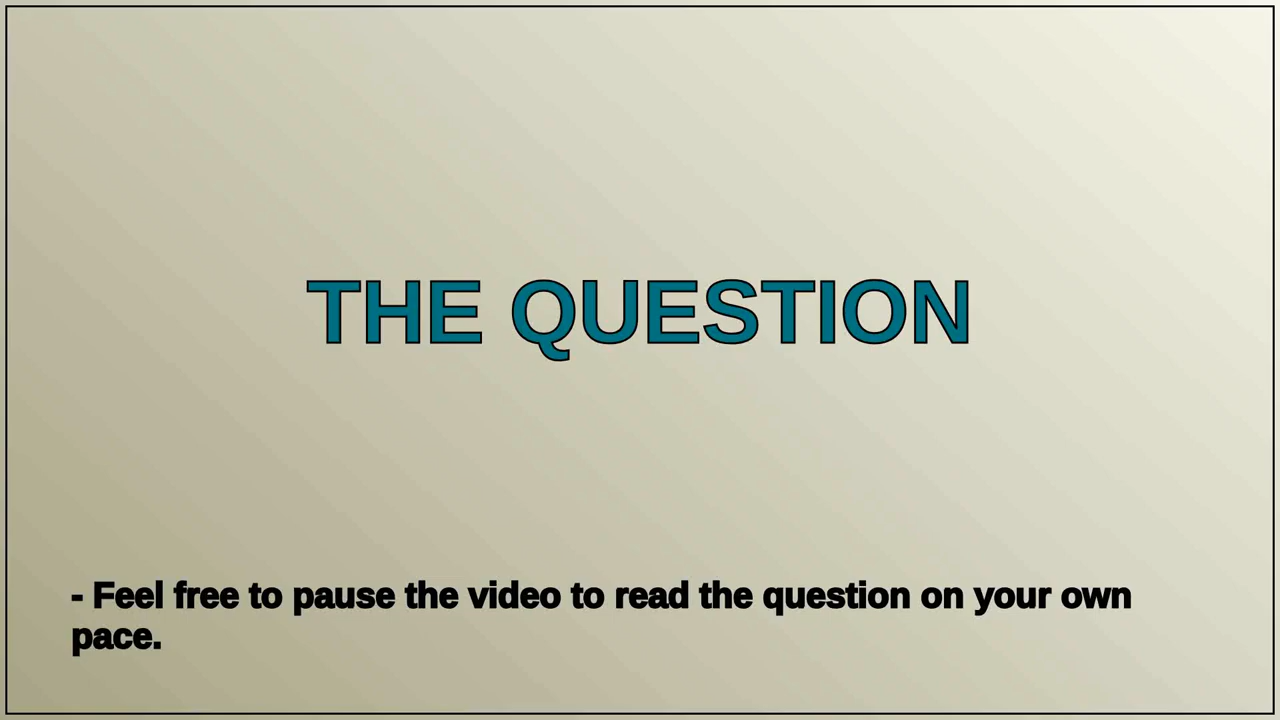 THE QUESTION
- Feel free to pause the video to read the question on your own
pace.